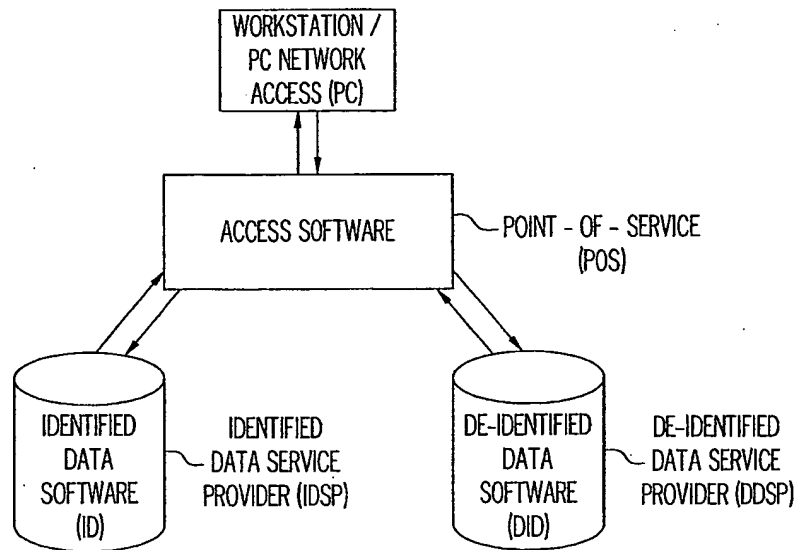 WORKSTATION /
PC NETWORK
ACCESS (PC)
ACCESS SOFTWARE
POINT - OF - SERVICE
(POS)
IDENTIFIED
DATA
SOFTWARE
(ID)
IDENTIFIED
DATA SERVICE
PROVIDER (IDSP)
DE-IDENTIFIED
DATA
SOFTWARE
(DID)
DE-IDENTIFIED
DATA SERVICE
PROVIDER (DDSP)